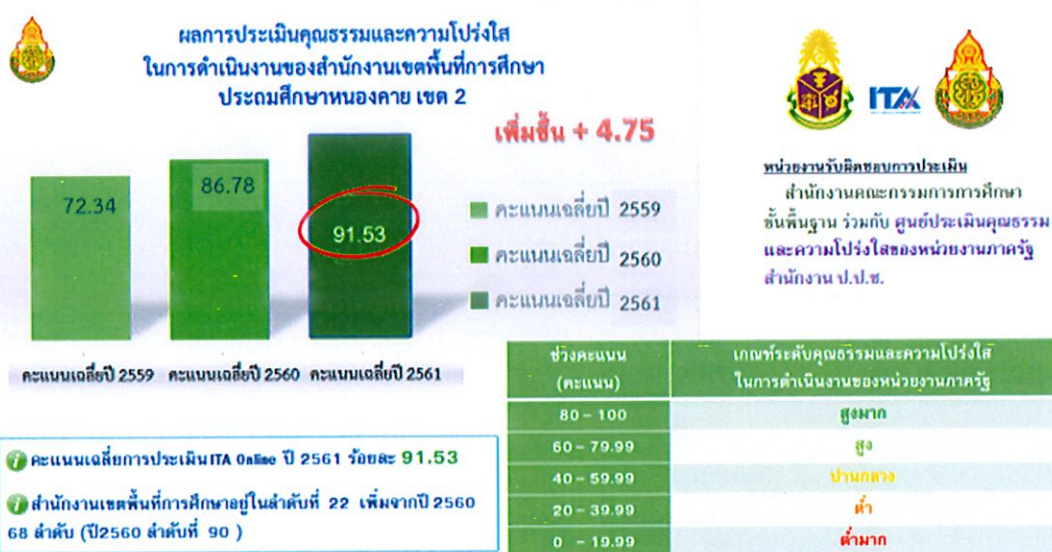 ผลการประเมินคุณธรรมและความโปร่งใส
ในการดำเนินงานของสำนักงานเขตพื้นที่การศึกษา
ประถมศึกษาหนองคาย เขต 2
เพิ่มขึ้น + 4.75
72.34
86.78
91.53
คะแนนเฉลี่ยปี 2559
คะแนนเฉลี่ยปี 2560
คะแนนเฉลี่ยปี 2561
คะแนนเฉลี่ยปี 2559 คะแนนเฉลี่ยปี 2560 คะแนนเฉลี่ยปี 2561
ITA
หน่วยงานรับผิดชอบการประเมิน
สำนักงานคณะกรรมการการศึกษา
ขั้นพื้นฐาน ร่วมกับ ศูนย์ประเมินคุณธรรม
และความโปร่งใสของหน่วยงานภาครัฐ
สำนักงาน ป.ป.ช.
คะแนนเฉลี่ยการประเมิน ITA Online ปี 2561 ร้อยละ 91.53
สำนักงานเขตพื้นที่การศึกษาอยู่ในลำดับที่ 22 เพิ่มจากปี 2560
68 ลำดับ (ปี2560 ลำดับที่ 90 )
ช่วงคะแนน
(คะแนน)
เกณฑ์ระดับคุณธรรมและความโปร่งใส
ในการดำเนินงานของหน่วยงานภาครัฐ
80 – 100 สูงมาก
60 – 79.99 สูง
40 – 59.99 ปานกลาง
20 – 39.99 ต่ำ
0 – 19.99 ต่ำมาก